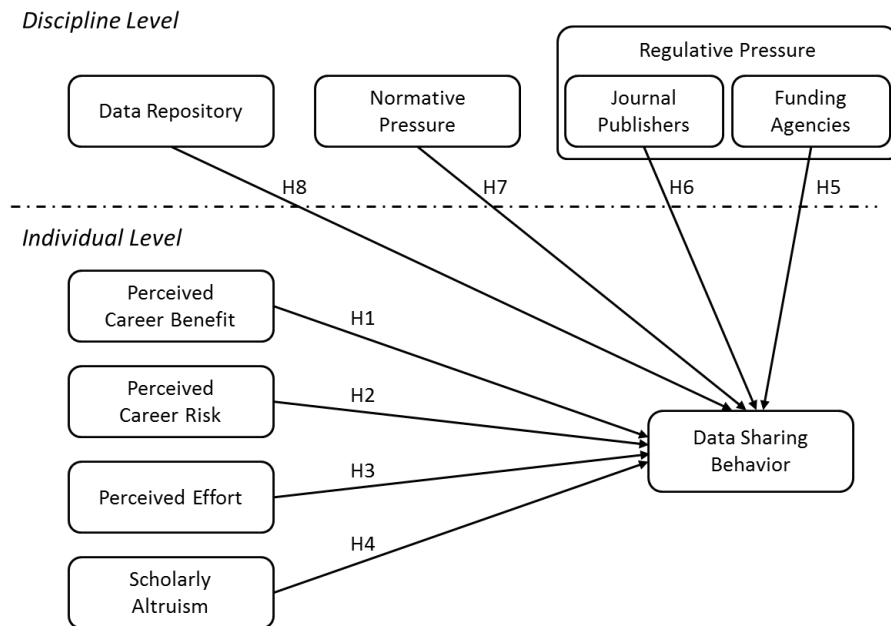 Discipline Level
Regulative Pressure
Data Repository
Normative
Pressure
Journal
Publishers
Funding
Agencies
H8
H7
H6
H5
Individual Level
Perceived
Career Benefit
H1
Perceived
Career Risk
H2
Data Sharing
Behavior
Perceived Effort
H3
H4
Scholarly
Altruism